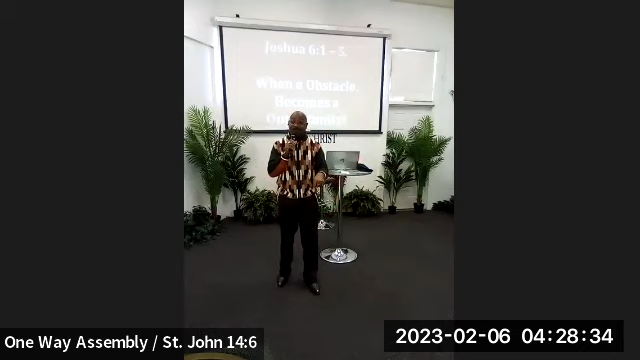 Joshua 6:1 - 5.
When a Obstacle,
Becomes a
CHRIST
One Way Assembly / St. John 14:6
2023-02-06 04:28:34